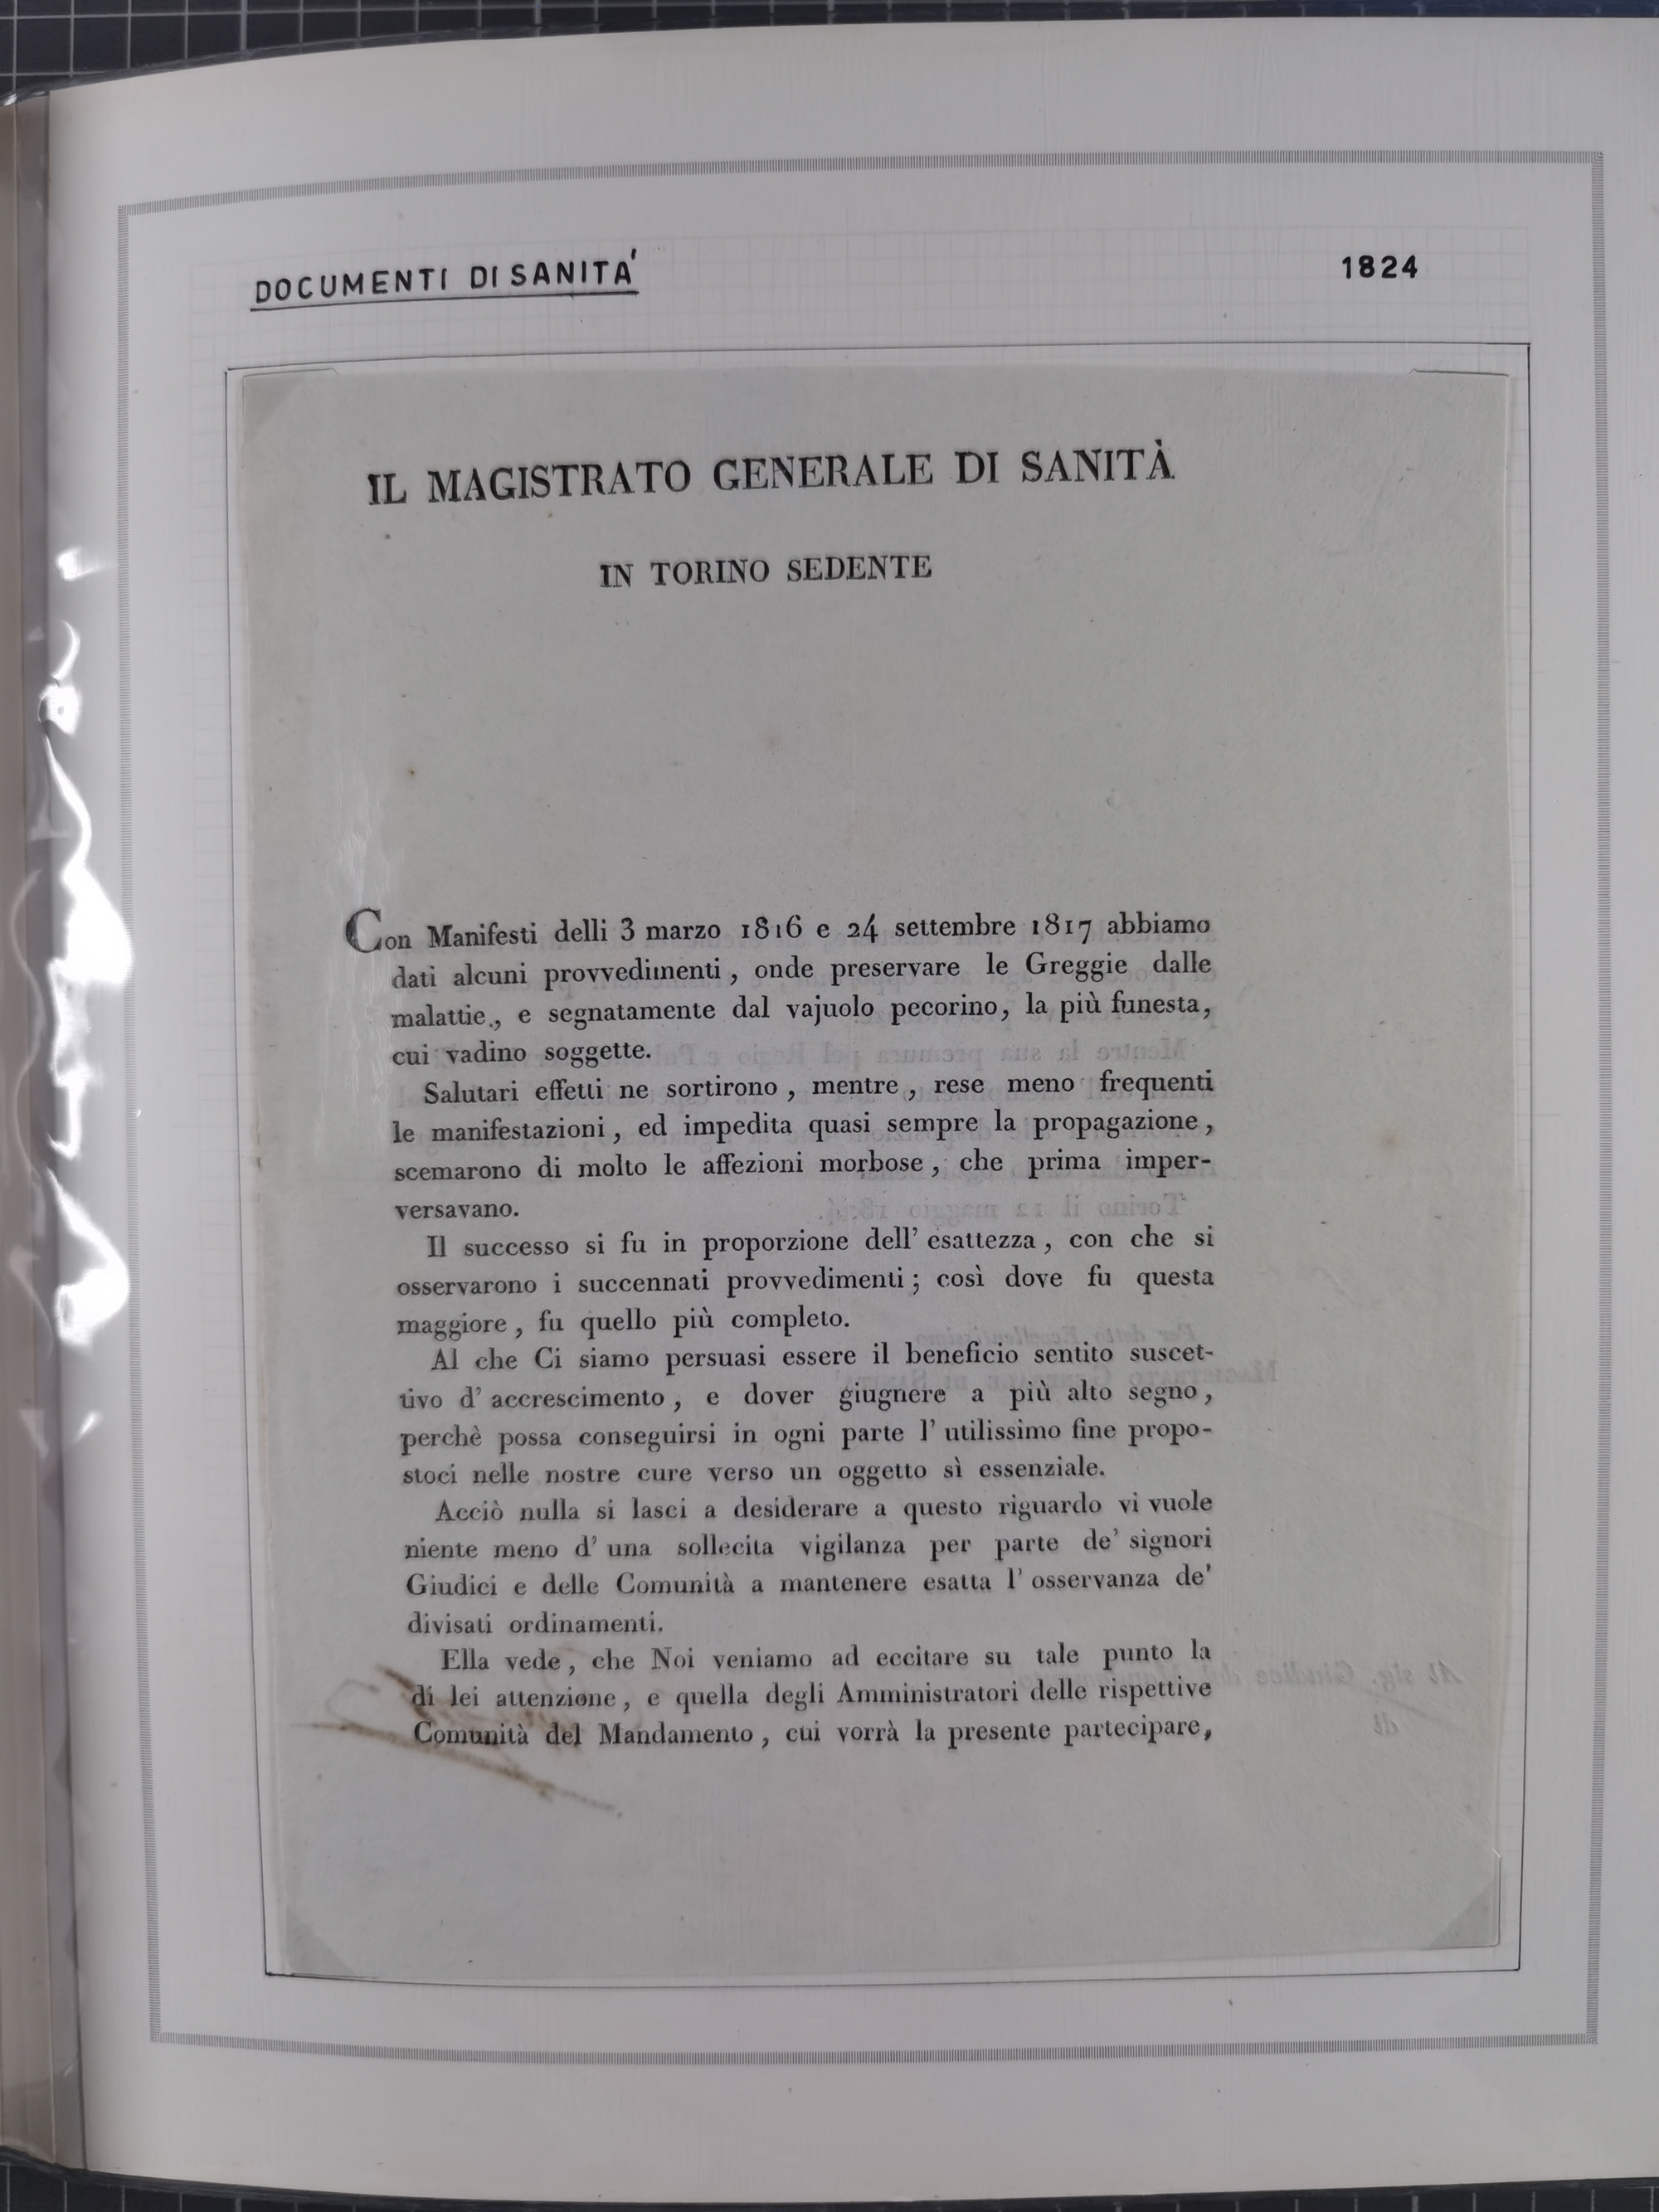 DOCUMENTI DI SANITA'
1824
IL MAGISTRATO GENERALE DI SANITÀ
IN TORINO SEDENTE
Con Manifesti delli 3 marzo 1816 e 24 settembre 1817 abbiamo
dati alcuni provvedimenti, onde preservare le Greggie dalle
malattie, e segnatamente dal vajuolo pecorino, la più funesta,
cui vadino soggette.
Salutari effetti ne sortirono, mentre, rese meno frequenti
le manifestazioni, ed impedita quasi sempre la propagazione,
scemarono di molto le affezioni morbose, che prima imper-
versavano.
Il successo si fu in proporzione dell' esattezza, con che si
osservarono i succennati provvedimenti; così dove fu questa
maggiore, fu quello più completo.
Al che Ci siamo persuasi essere il beneficio sentito suscet-
tivo d' accrescimento, e dover giugnere a più alto segno,
perchè possa conseguirsi in ogni parte l' utilissimo fine propo-
stoci nelle nostre cure verso un oggetto sì essenziale.
Acciò nulla si lasci a desiderare a questo riguardo vi vuole
niente meno d' una sollecita vigilanza per parte de' signori
Giudici e delle Comunità a mantenere esatta l' osservanza de'
divisati ordinamenti.
Ella vede, che Noi veniamo ad eccitare su tale punto la
di lei attenzione, e quella degli Amministratori delle rispettive
Comunità del Mandamento, cui vorrà la presente partecipare,